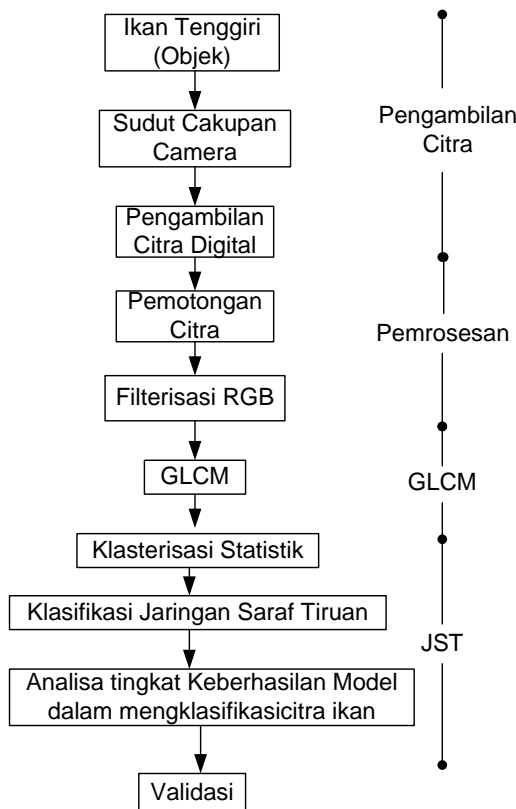 Ikan Tenggiri
(Objek)
Sudut Cakupan
Camera
Pengambilan
Citra Digital
Pemotongan
Citra
Filterisasi RGB
GLCM
Klasterisasi Statistik
Klasifikasi Jaringan Saraf Tiruan
Analisa tingkat Keberhasilan Model
dalam mengklasifikasicitra ikan
Validasi
Pengambilan
Citra
Pemrosesan
GLCM
JST